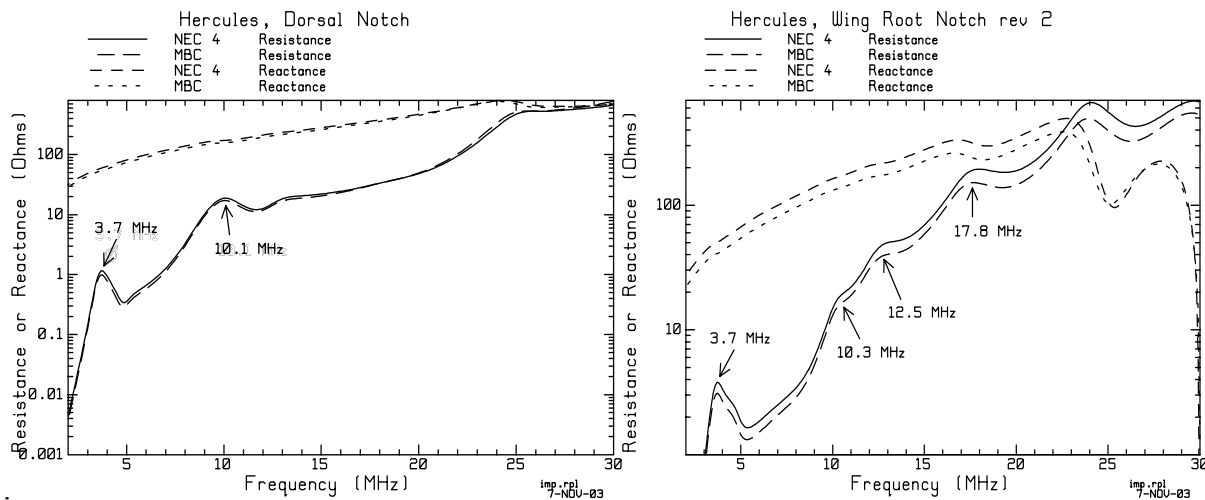 Hercules, Dorsal Notch
NEC 4 Resistance
MBC Resistance
NEC 4 Reactance
MBC Reactance
Resistance or Reactance (Ohms)
100
10
1
0.1
0.01
0.001
3.7 MHz
10.1 MHz
5 10 15 20 25 30
Frequency (MHz)
imp.rpl
7-NOV-03
Hercules, Wing Root Notch rev 2
NEC 4 Resistance
MBC Resistance
NEC 4 Reactance
MBC Reactance
Resistance or Reactance (Ohms)
100
10
17.8 MHz
12.5 MHz
10.3 MHz
3.7 MHz
5 10 15 20 25 30
Frequency (MHz)
imp.rpl
7-NOV-03